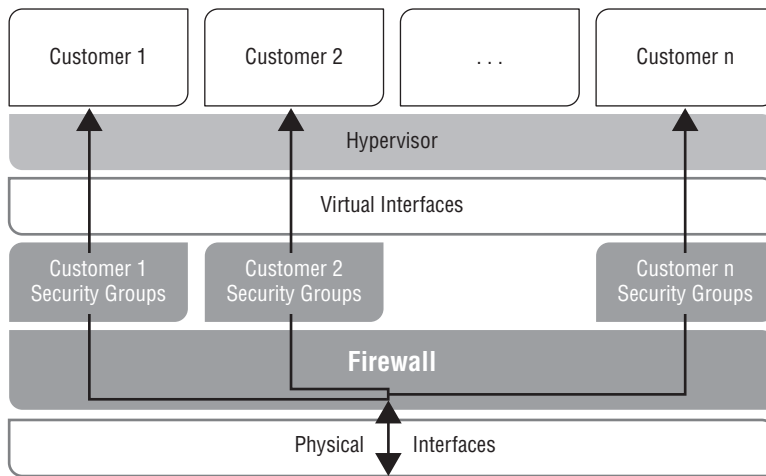 Customer 1
Customer 2
. . .
Customer n
Hypervisor
Virtual Interfaces
Customer 1
Security Groups
Customer 2
Security Groups
Customer n
Security Groups
Firewall
Physical Interfaces